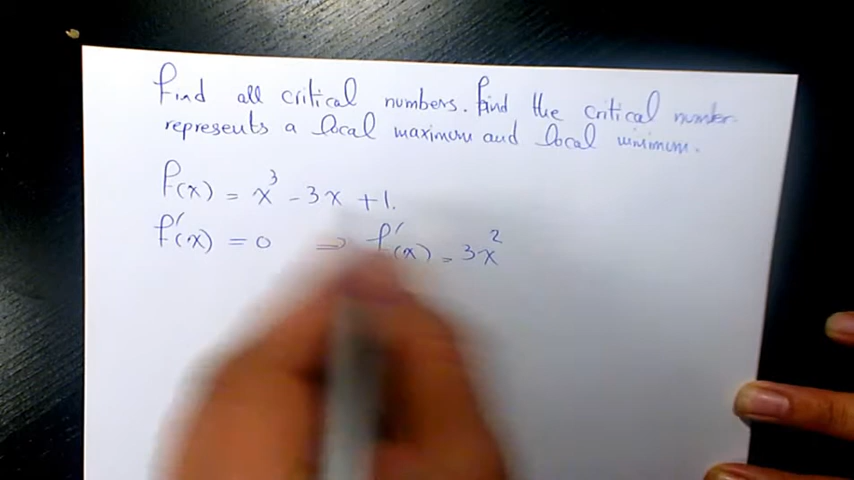 Find all critical numbers. Find the critical number
represents a local maximum and local minimum.
f(x) = x³ - 3x + 1.
f'(x) = 0 ⇒ f'(x) = 3x²